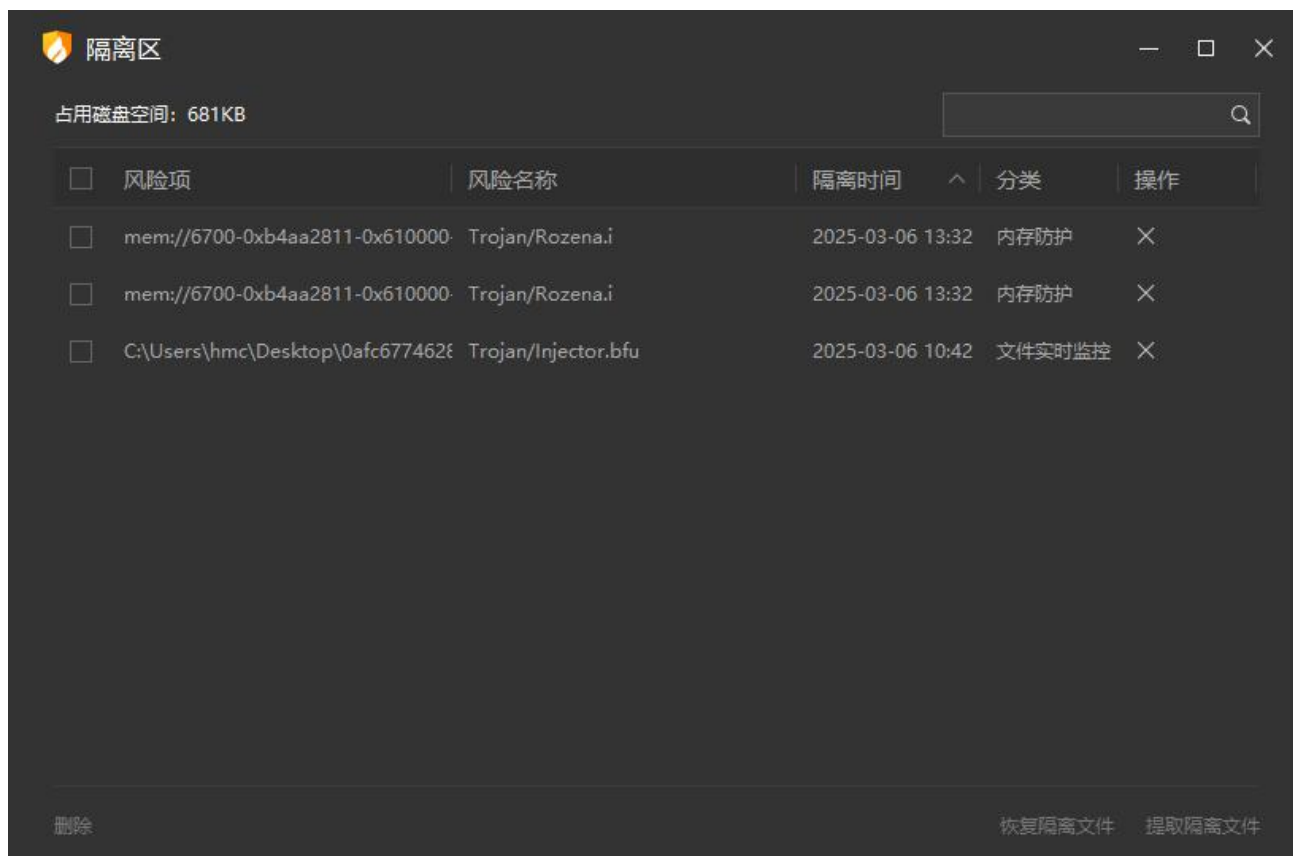 隔离区
占用磁盘空间：681KB
风险项 风险名称 隔离时间 分类 操作
mem://6700-0xb4aa2811-0x610000- Trojan/Rozena.i 2025-03-06 13:32 内存防护
mem://6700-0xb4aa2811-0x610000- Trojan/Rozena.i 2025-03-06 13:32 内存防护
C:\Users\hmc\Desktop\0afc6774628 Trojan/Injector.bfu 2025-03-06 10:42 文件实时监控
删除 恢复隔离文件 提取隔离文件